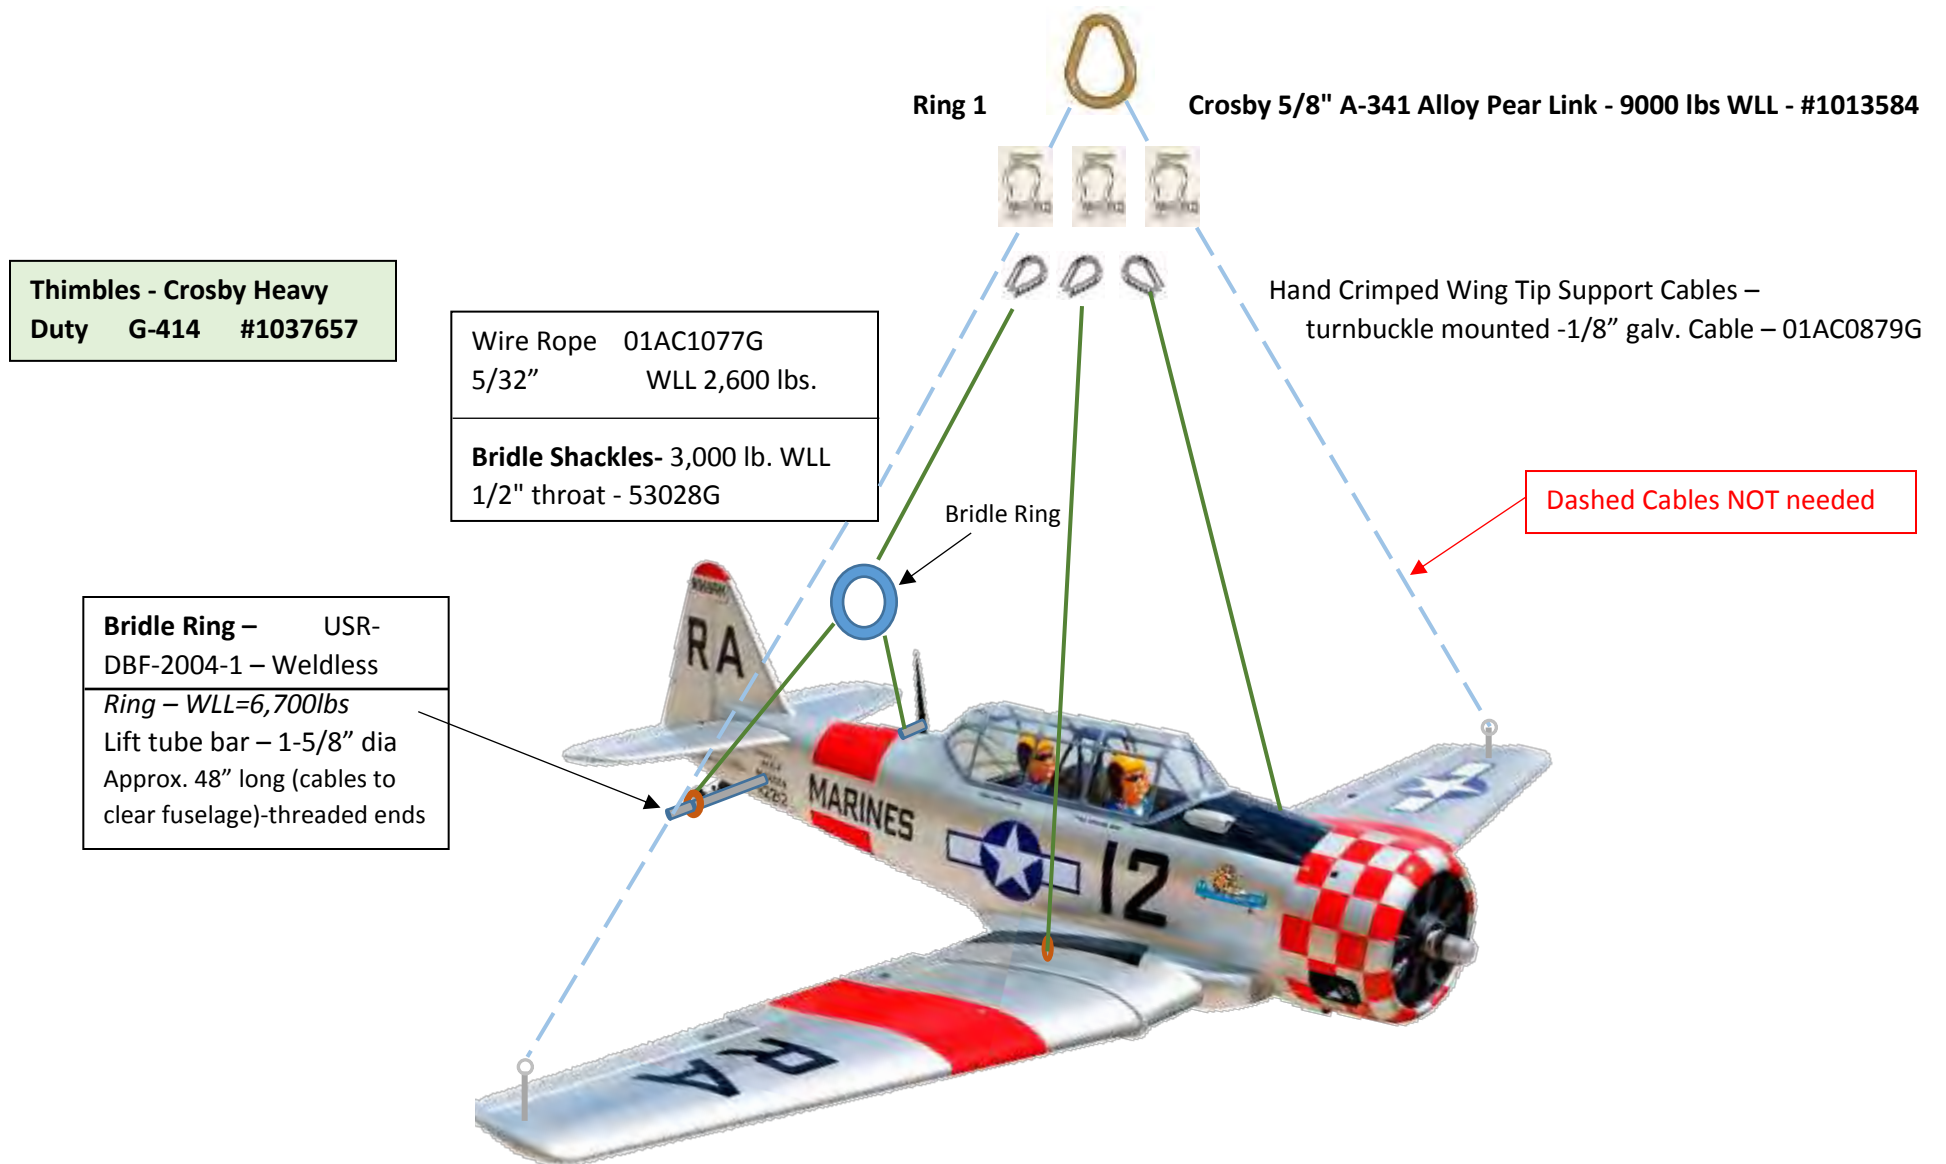 Ring 1
Crosby 5/8" A-341 Alloy Pear Link - 9000 lbs WLL - #1013584
Thimbles - Crosby Heavy
Duty G-414 #1037657
Hand Crimped Wing Tip Support Cables –
turnbuckle mounted -1/8” galv. Cable – 01AC0879G
Wire Rope 01AC1077G
5/32” WLL 2,600 lbs.
Bridle Shackles- 3,000 lb. WLL
1/2" throat - 53028G
Bridle Ring
Dashed Cables NOT needed
Bridle Ring – USR-
DBF-2004-1 – Weldless
Ring – WLL=6,700lbs
Lift tube bar – 1-5/8” dia
Approx. 48” long (cables to
clear fuselage)-threaded ends
RA
MARINES
12
RA